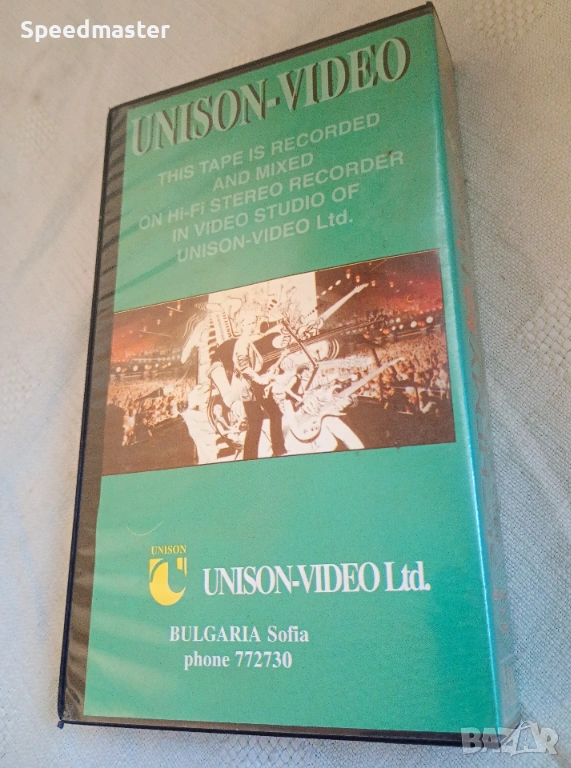 Speedmaster
UNISON-VIDEO
THIS TAPE IS RECORDED
AND MIXED
ON Hi-Fi STEREO RECORDER
IN VIDEO STUDIO OF
UNISON-VIDEO Ltd.
UNISON
UNISON-VIDEO Ltd.
BULGARIA Sofia
phone 772730
BAZAR